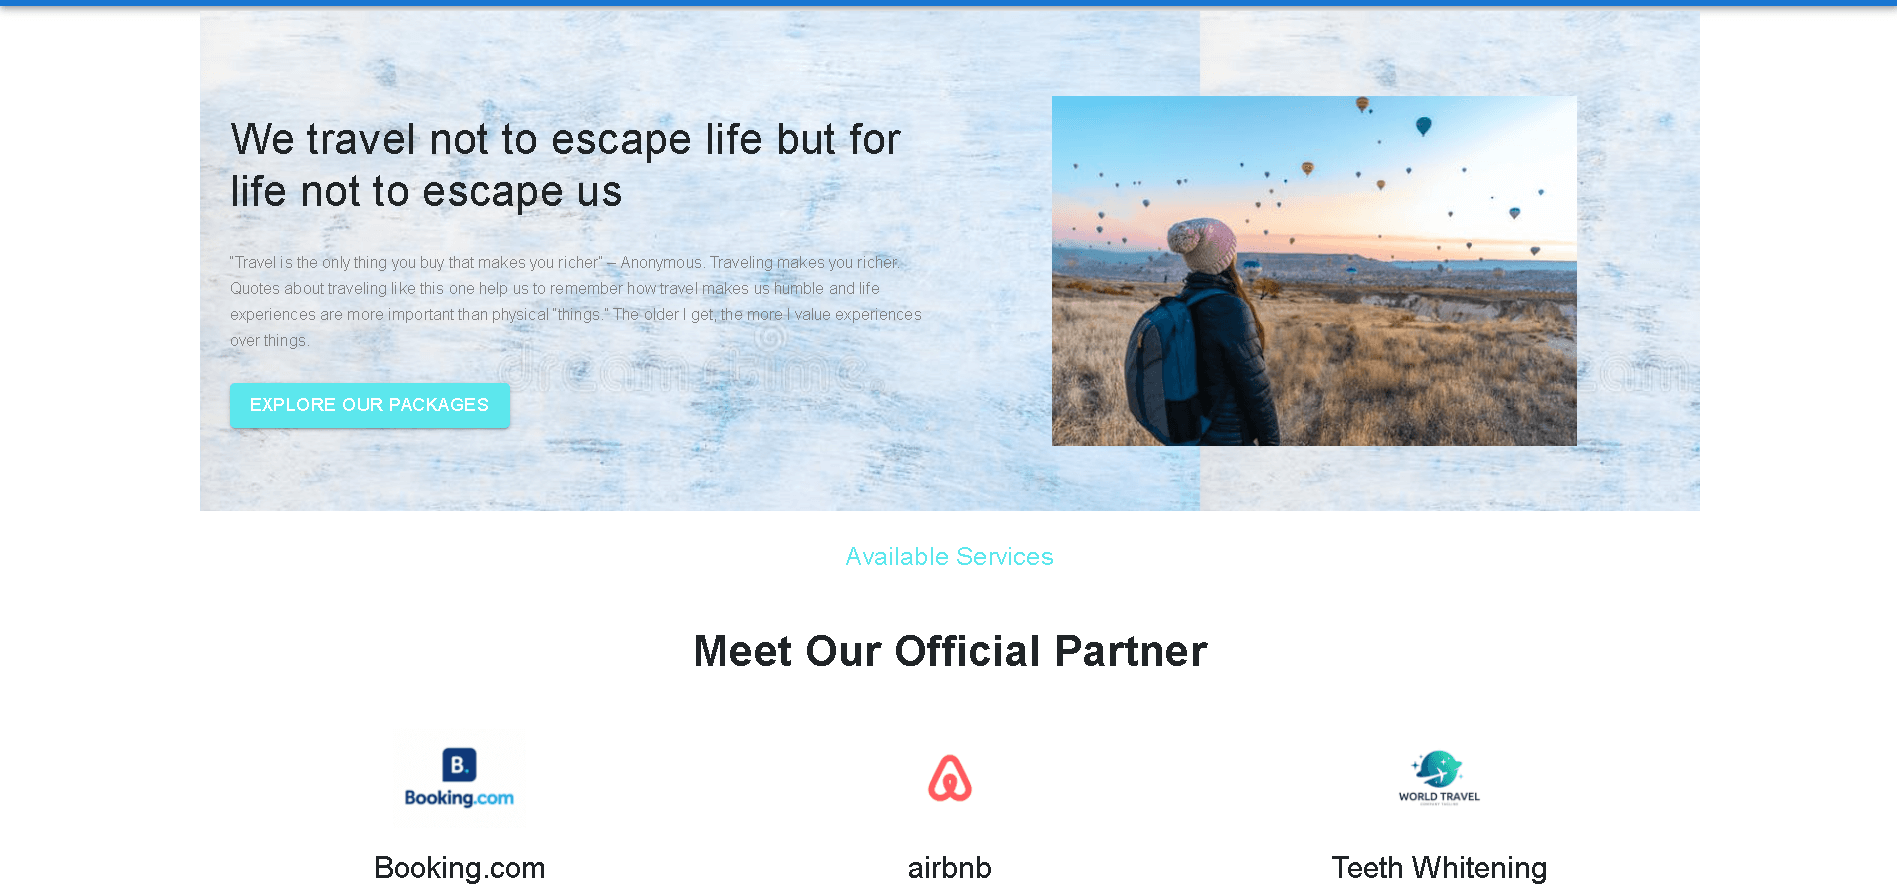 We travel not to escape life but for
life not to escape us
"Travel is the only thing you buy that makes you richer" – Anonymous. Traveling makes you richer.
Quotes about traveling like this one help us to remember how travel makes us humble and life
experiences are more important than physical "things." The older I get, the more I value experiences
over things.
dreamstime.
EXPLORE OUR PACKAGES
Available Services
Meet Our Official Partner
B.
Booking.com
WORLD TRAVEL
Booking.com
airbnb
Teeth Whitening